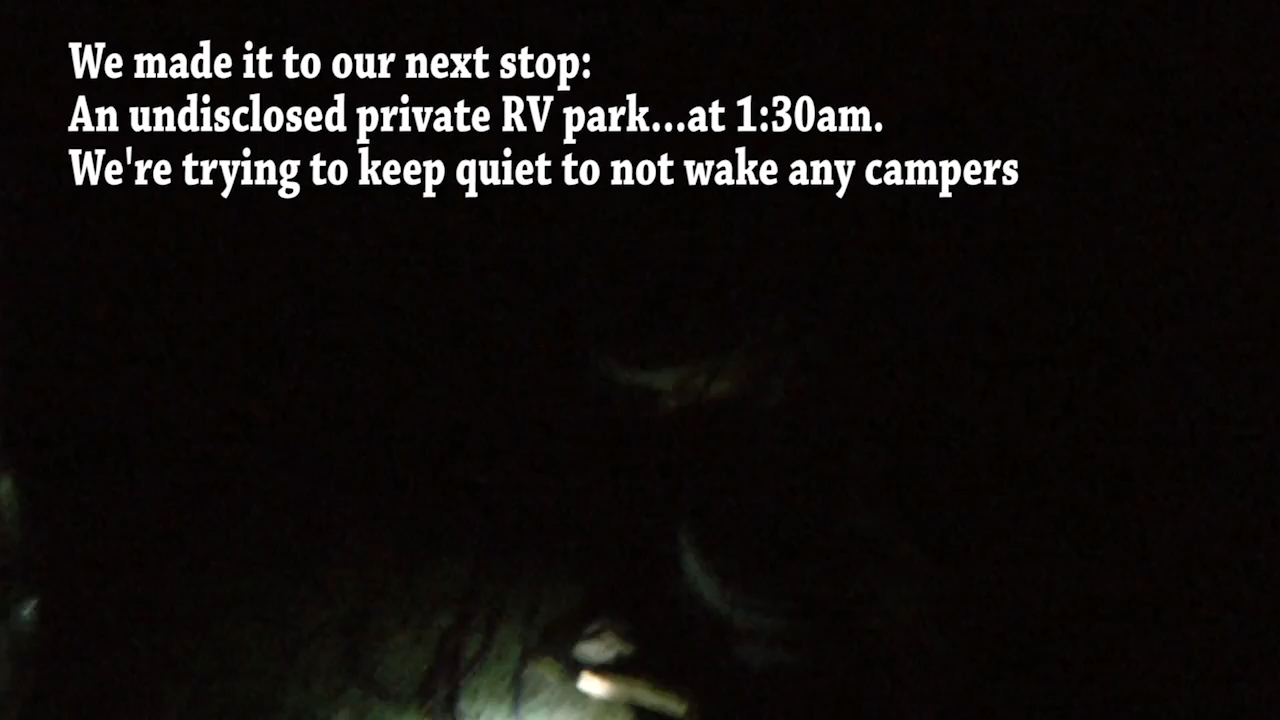 We made it to our next stop:
An undisclosed private RV park...at 1:30am.
We're trying to keep quiet to not wake any campers